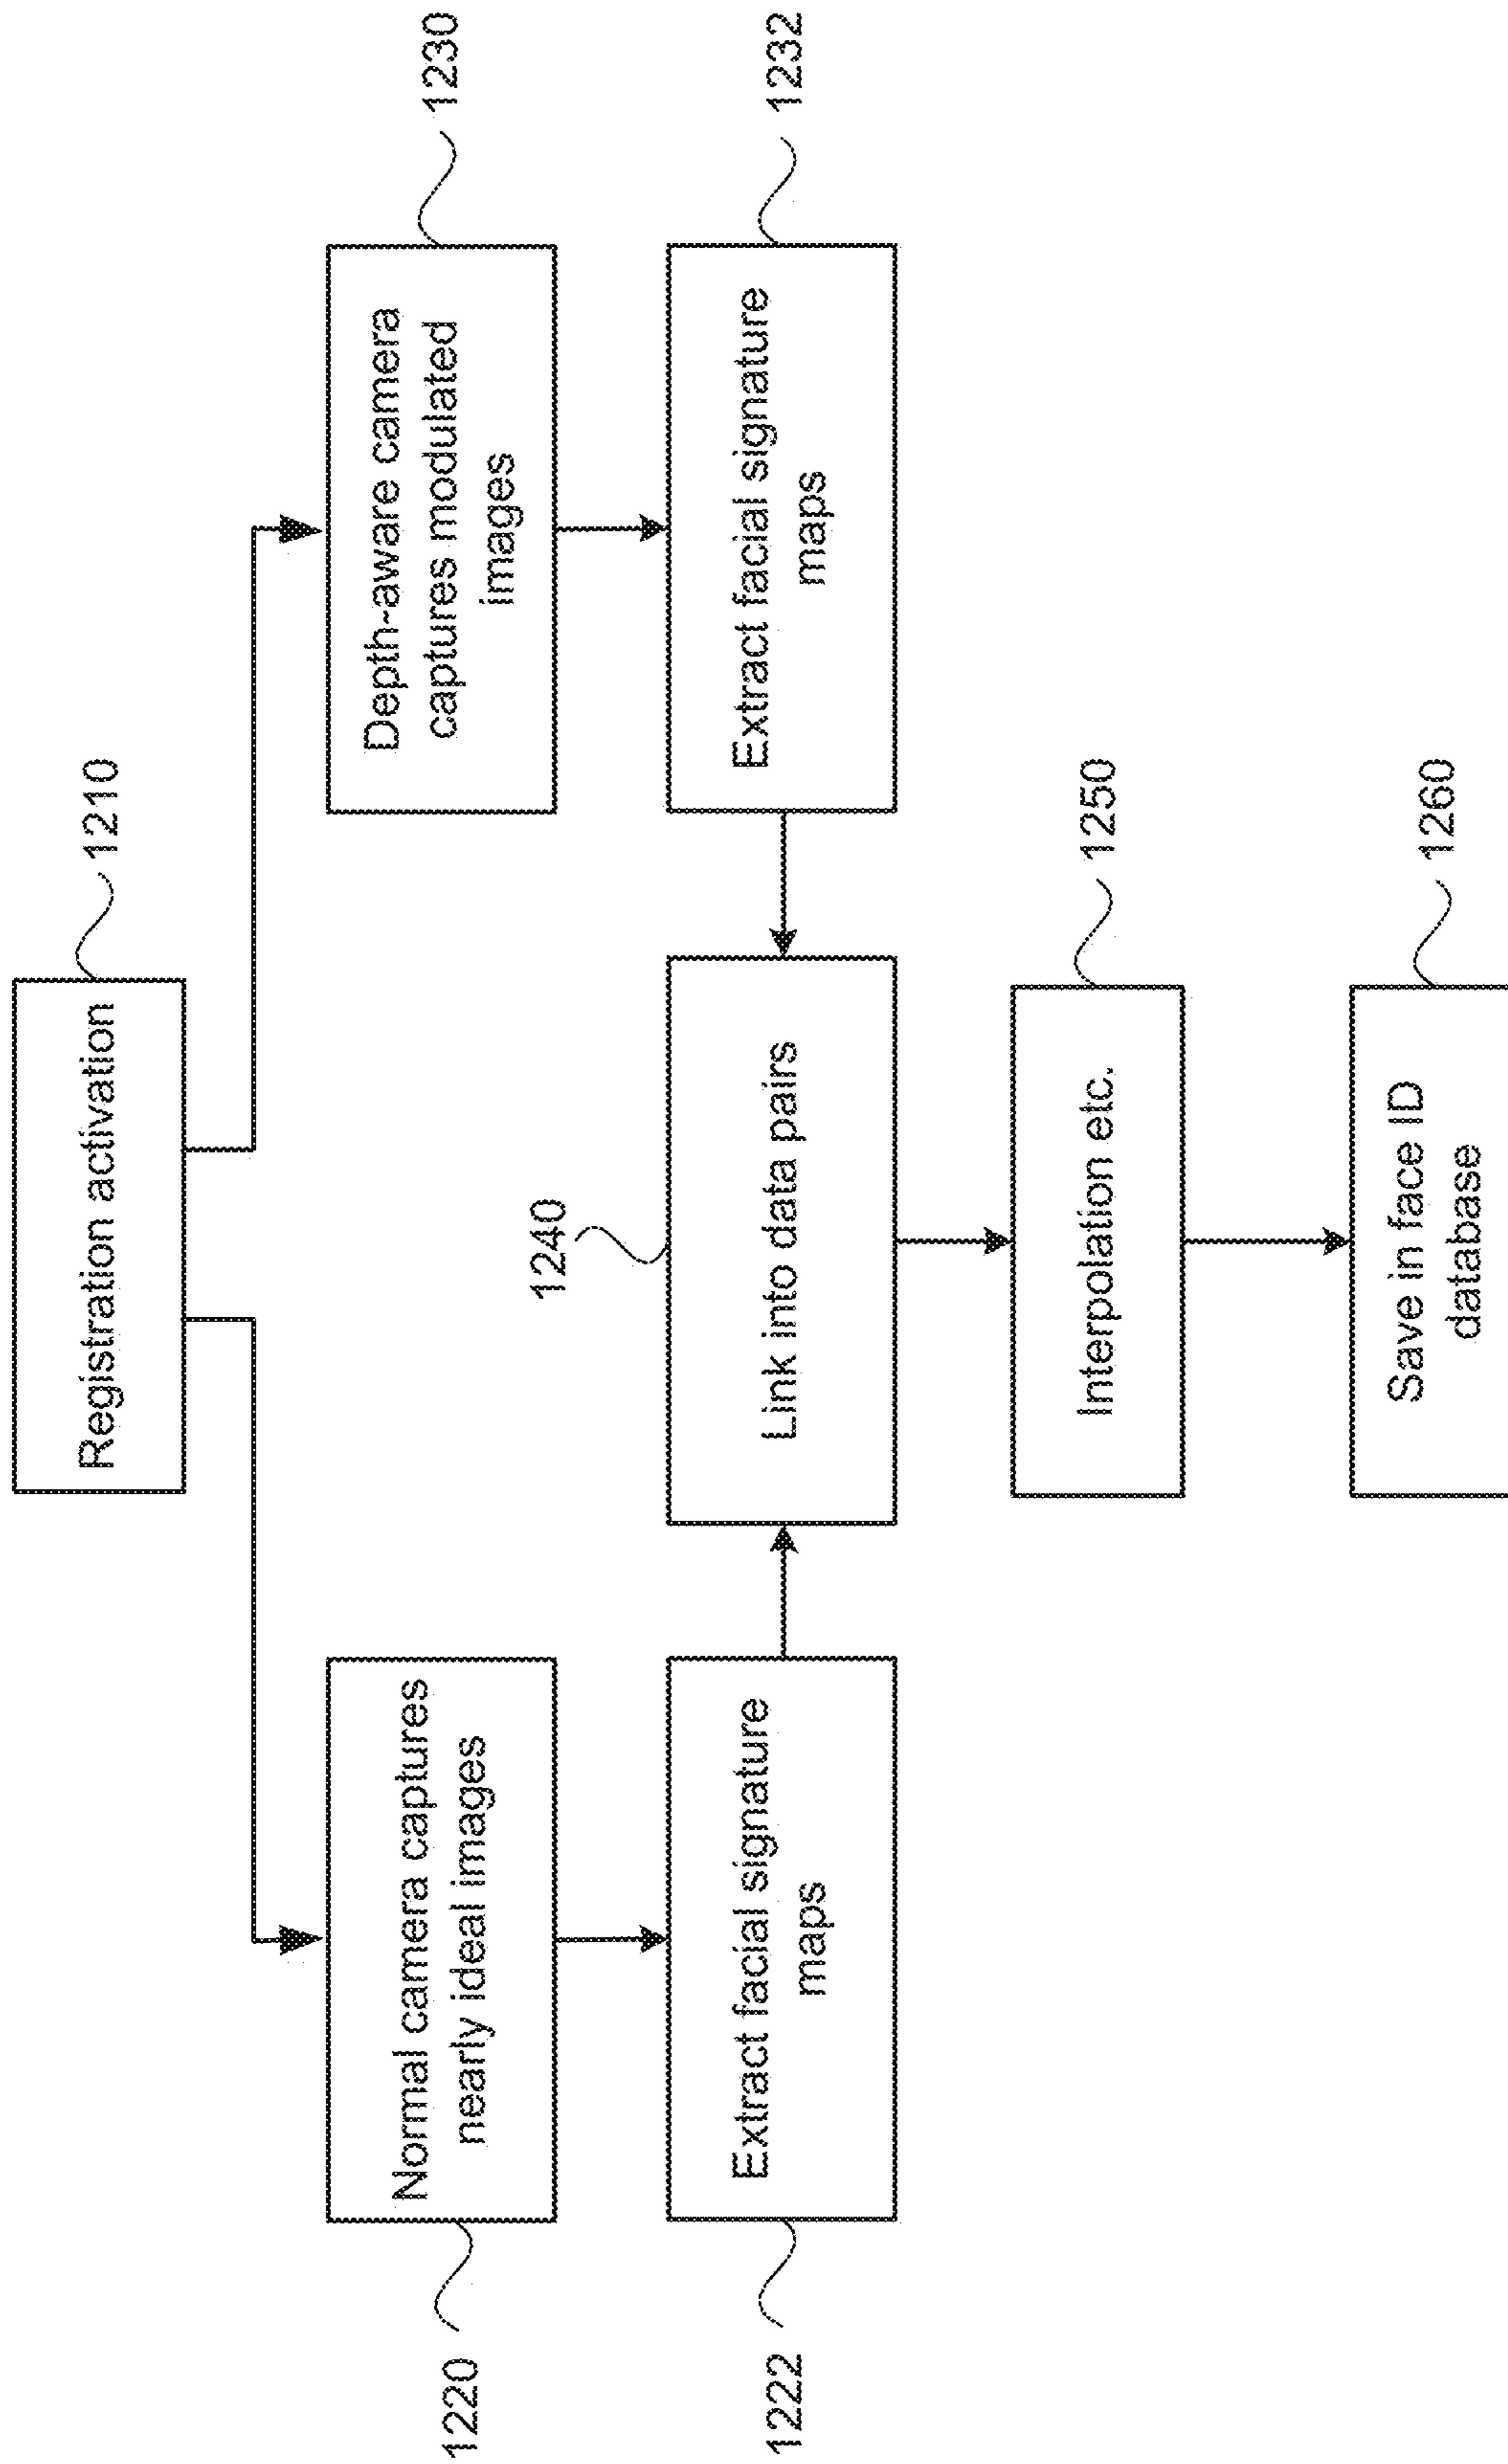 Registration activation
1210
Normal camera captures
nearly ideal images
1220
Depth-aware camera
captures modulated
images
1230
Extract facial signature
maps
1222
1240
Link into data pairs
Extract facial signature
maps
1232
Interpolation etc.
1250
Save in face ID
database
1260